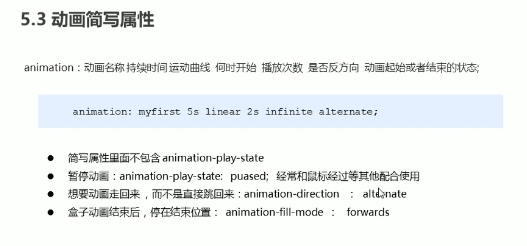 5.3 动画简写属性
animation：动画名称 持续时间 运动曲线 何时开始 播放次数 是否反方向 动画起始或者结束的状态;
animation: myfirst 5s linear 2s infinite alternate;
● 简写属性里面不包含 animation-play-state
● 暂停动画：animation-play-state: puased; 经常和鼠标经过等其他配合使用
● 想要动画走回来，而不是直接跳回来：animation-direction ： alternate
● 盒子动画结束后，停在结束位置： animation-fill-mode ： forwards